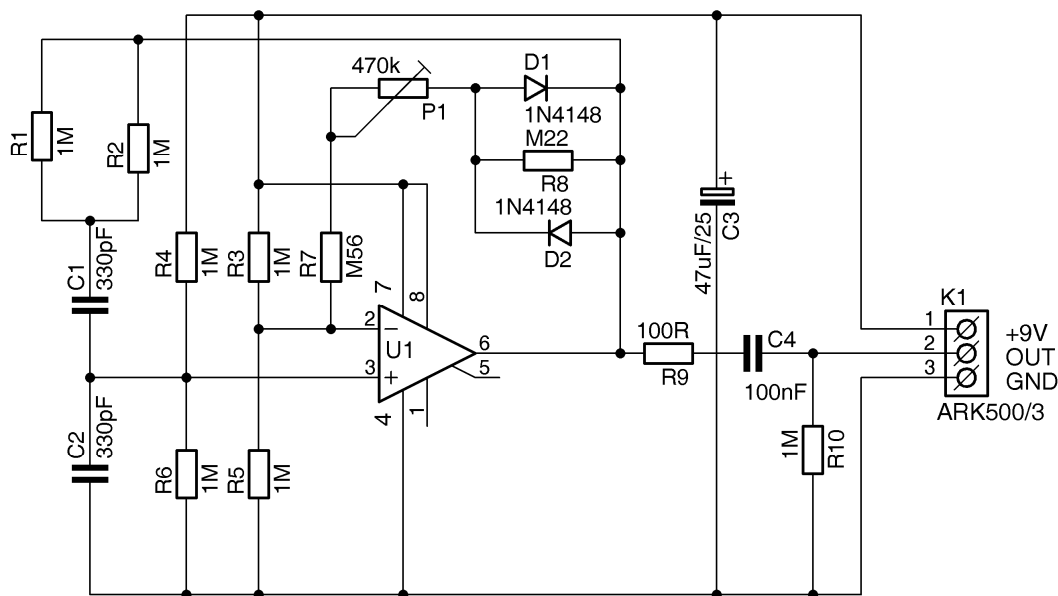 470k
P1
D1
1N4148
M22
R8
1N4148
D2
R1
1M
R2
1M
C1
330pF
R4
1M
R3
1M
R7
M56
7
8
2
−
U1
3
+
6
5
4
1
C2
330pF
R6
1M
R5
1M
+
47uF/25
C3
100R
R9
C4
100nF
1M
R10
K1
1
+9V
2
OUT
3
GND
ARK500/3